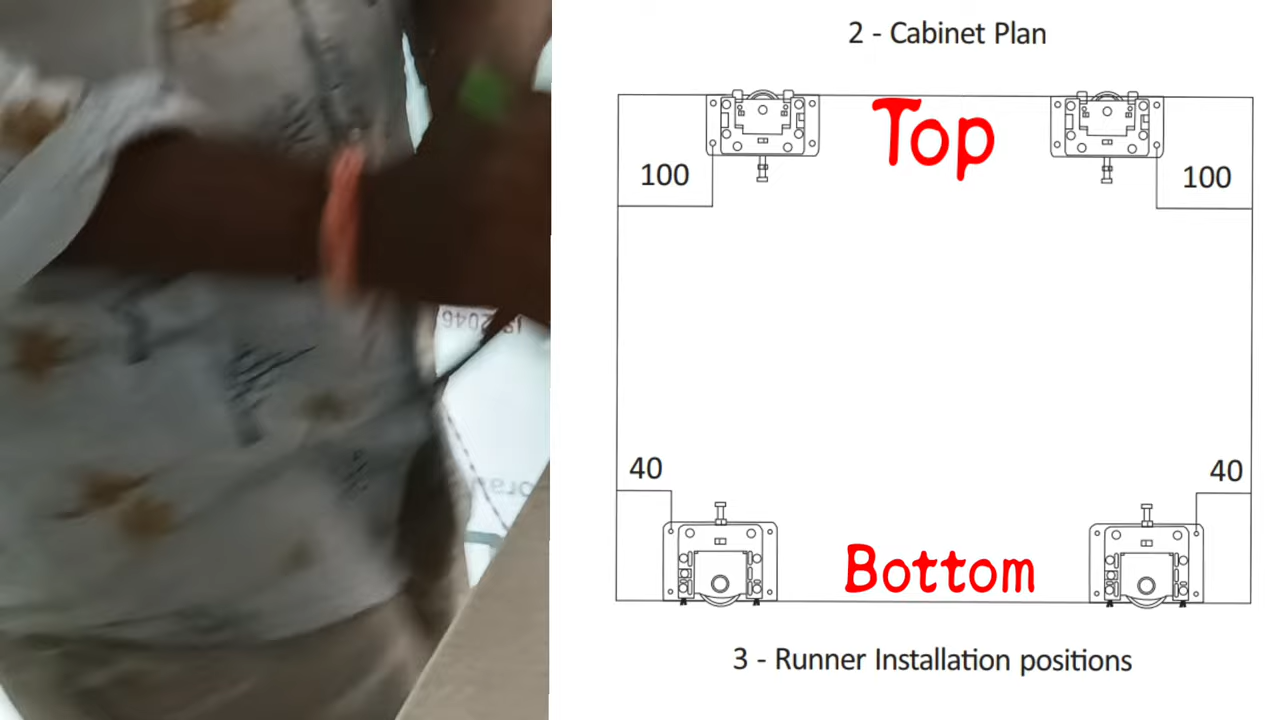 2 - Cabinet Plan
Top
100
100
40
40
Bottom
3 - Runner Installation positions